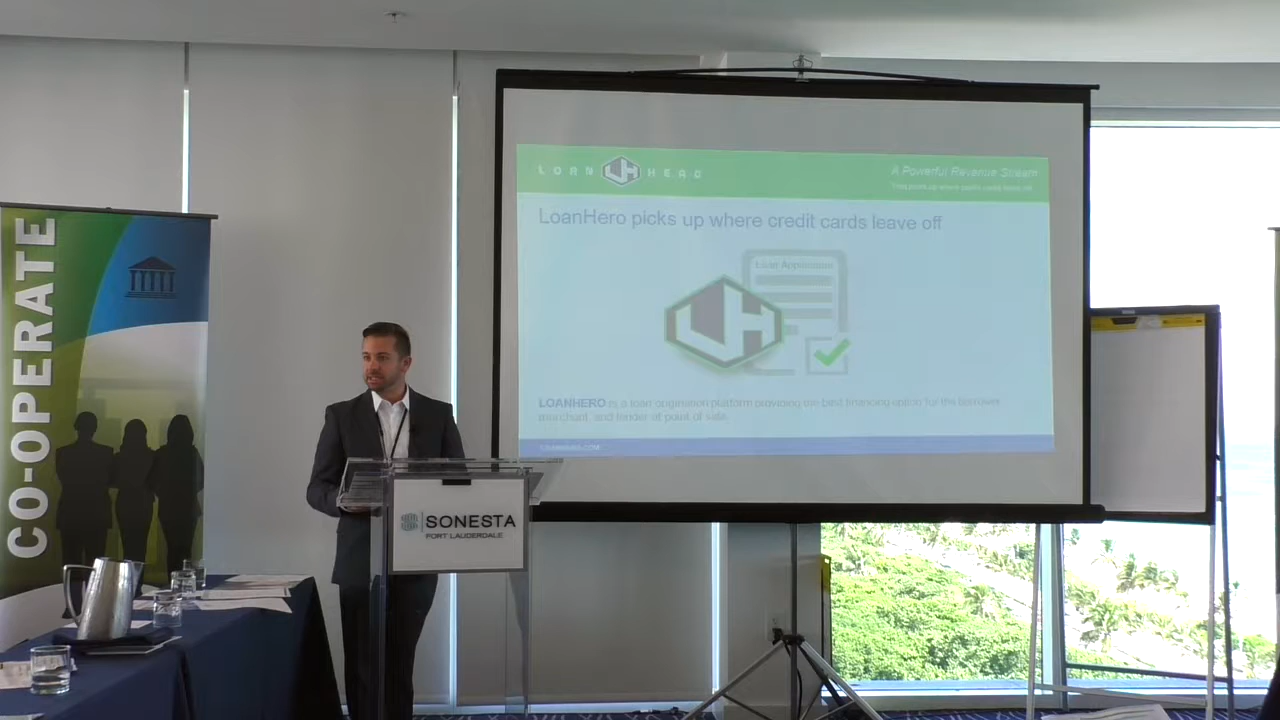 CO-OPERATE
LOAN LH HERO
A Powerful Revenue Stream
LoanHero picks up where credit cards leave off
Loan Application
LH
LOANHERO is a loan origination platform providing the best financing option for the borrower
merchant, and lender at point of sale.
SONESTA
FORT LAUDERDALE